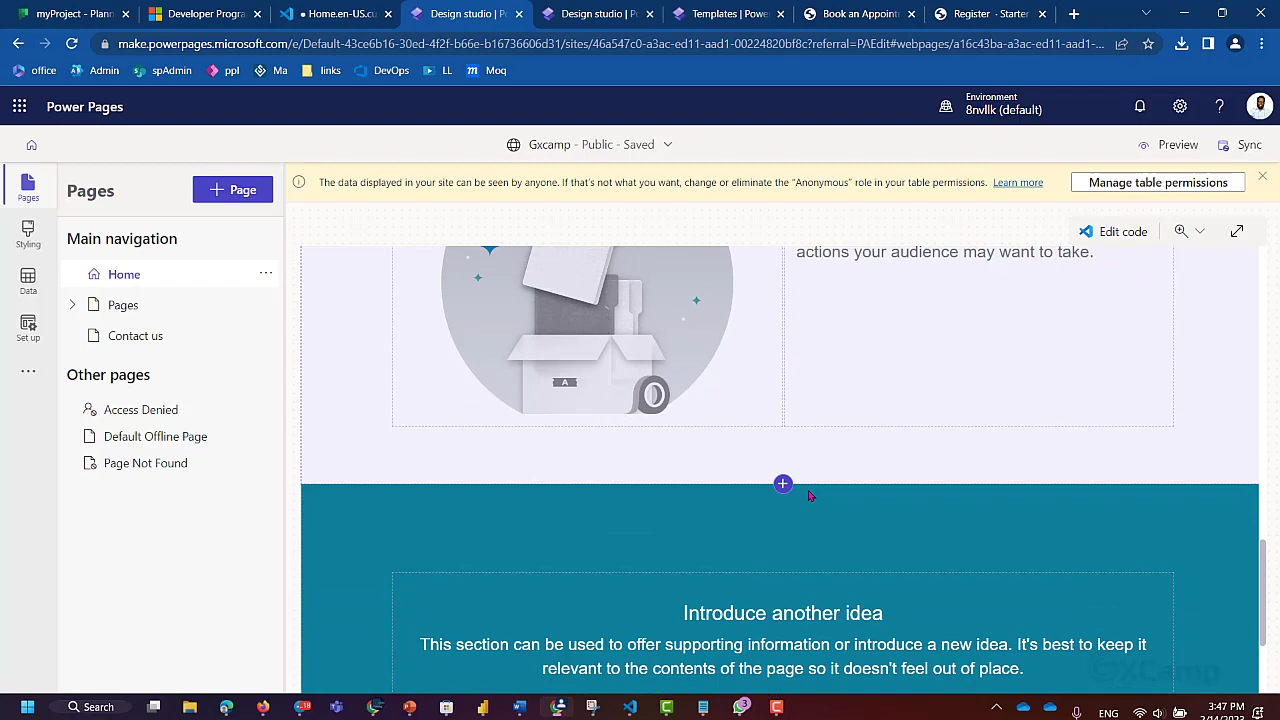 myProject - Plann
Developer Progra
● Home.en-US.cu
Design studio | Po
Design studio | Po
Templates | Power
Book an Appoint
Register · Starter
make.powerpages.microsoft.com/e/Default-43ce6b16-30ed-4f2f-b66e-b16736606d31/sites/46a547c0-a3ac-ed11-aad1-00224820bf8c?referral=PAEdit#webpages/a16c43ba-a3ac-ed11-aad1-...
office
Admin
spAdmin
ppl
Ma
links
DevOps
LL
Moq
Power Pages
Environment
8nvllk (default)
Gxcamp - Public - Saved
Preview
Sync
Pages
Styling
Data
Set up
Pages
Page
The data displayed in your site can be seen by anyone. If that's not what you want, change or eliminate the "Anonymous" role in your table permissions. Learn more
Manage table permissions
Main navigation
Home
Pages
Contact us
Other pages
Access Denied
Default Offline Page
Page Not Found
Edit code
actions your audience may want to take.
A
Introduce another idea
This section can be used to offer supporting information or introduce a new idea. It's best to keep it
relevant to the contents of the page so it doesn't feel out of place.
GXCamp
Search
ENG
3:47 PM